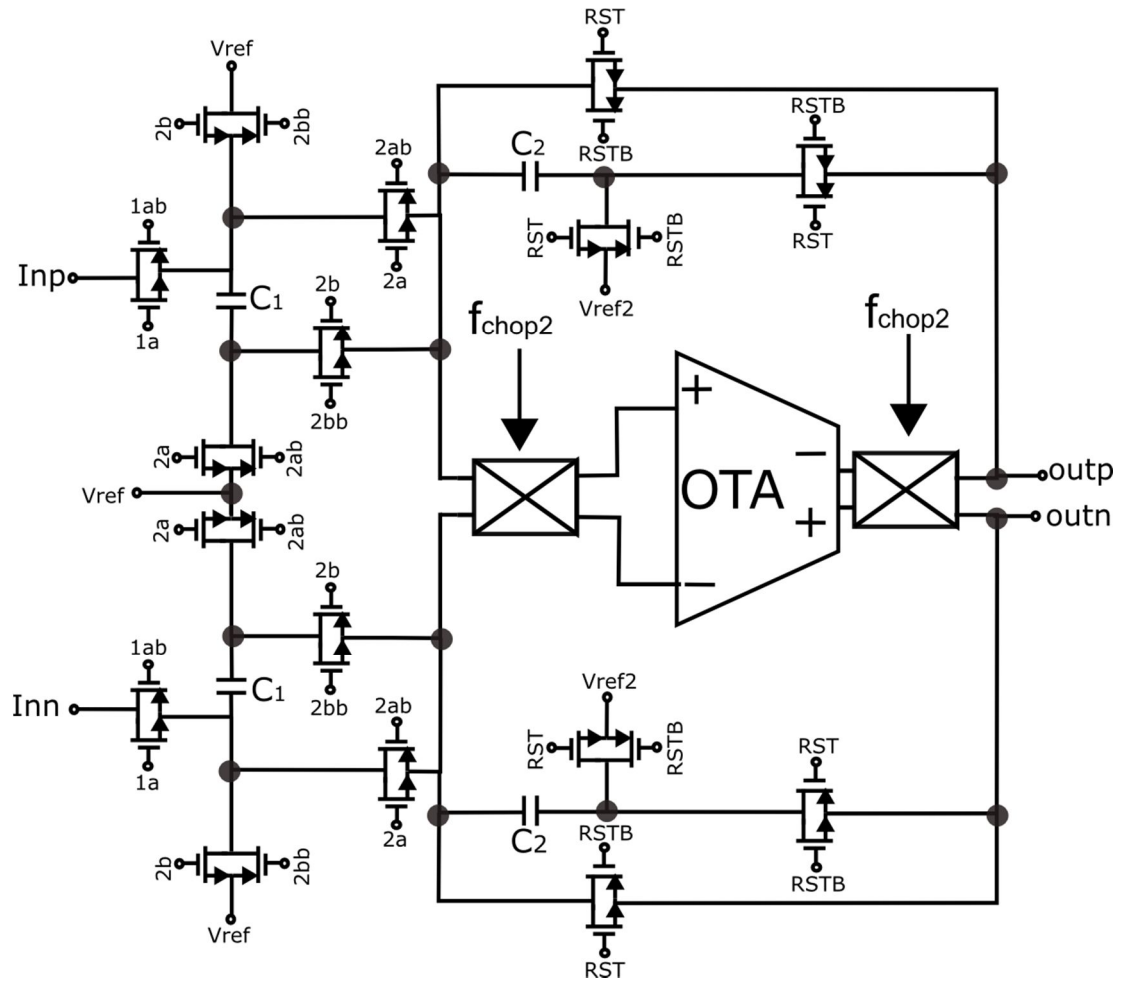 RST
Vref
RSTB
2b
2bb
C2
RSTB
2ab
1ab
RST
RST
RSTB
Inp
2a
C1
2b
Vref2
1a
fchop2
fchop2
2bb
+
2a
2ab
−
outp
Vref
OTA
outn
2a
2ab
+
2b
−
1ab
C1
Vref2
Inn
2bb
2ab
RST
RSTB
RST
1a
2a
C2
RSTB
2b
2bb
RSTB
Vref
RST